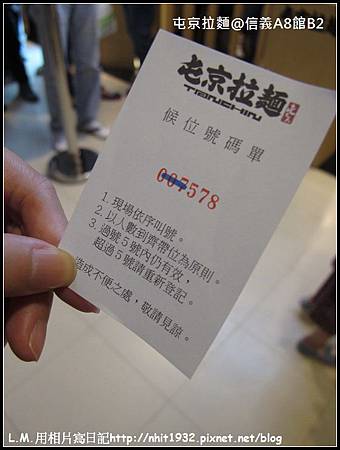 屯京拉麵@信義A8館B2
屯京拉麵
TONCHIN
候位號碼單
007578
1. 現場依序叫號。
2. 以人數到齊帶位為原則。
3. 過號5號內仍有效，
超過5號請重新登記。
造成不便之處，敬請見諒。
L.M.用相片寫日記http://nhit1932.pixnet.net/blog